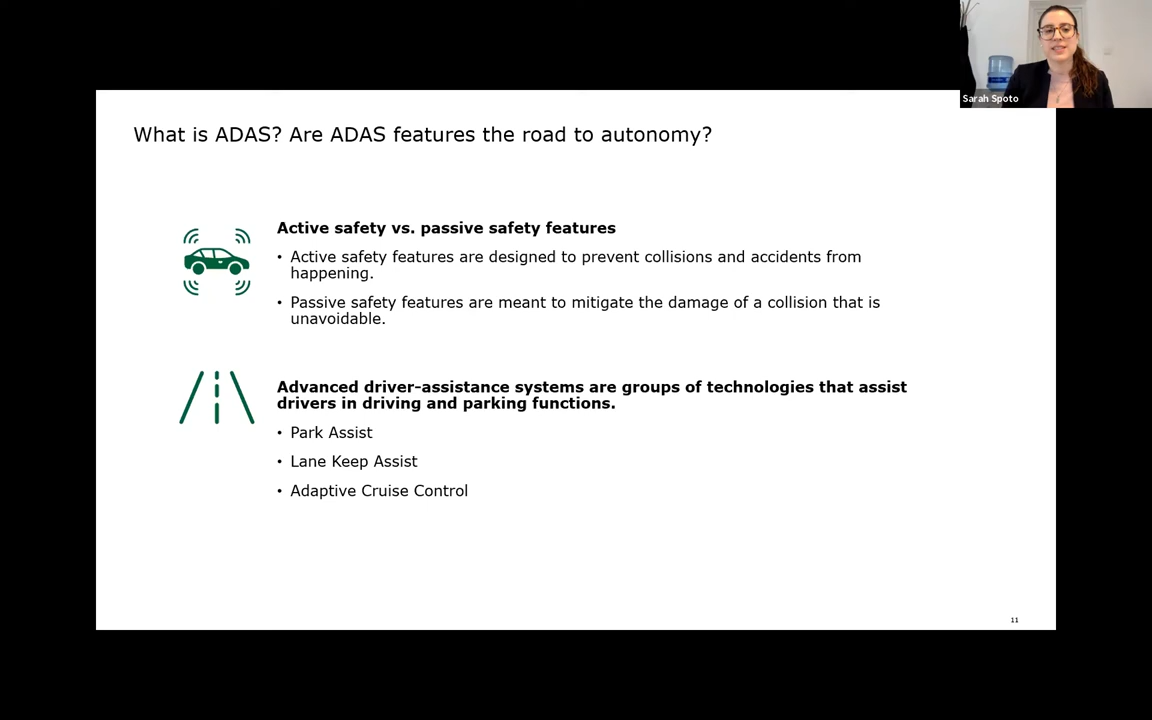 Sarah Spoto
What is ADAS? Are ADAS features the road to autonomy?
Active safety vs. passive safety features
• Active safety features are designed to prevent collisions and accidents from
happening.
• Passive safety features are meant to mitigate the damage of a collision that is
unavoidable.
Advanced driver-assistance systems are groups of technologies that assist
drivers in driving and parking functions.
• Park Assist
• Lane Keep Assist
• Adaptive Cruise Control
11